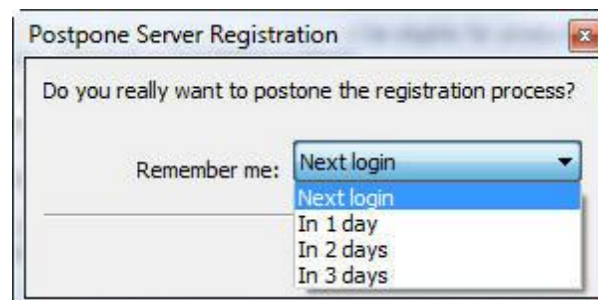 Postpone Server Registration
Do you really want to postone the registration process?
Remember me: Next login
Next login
In 1 day
In 2 days
In 3 days